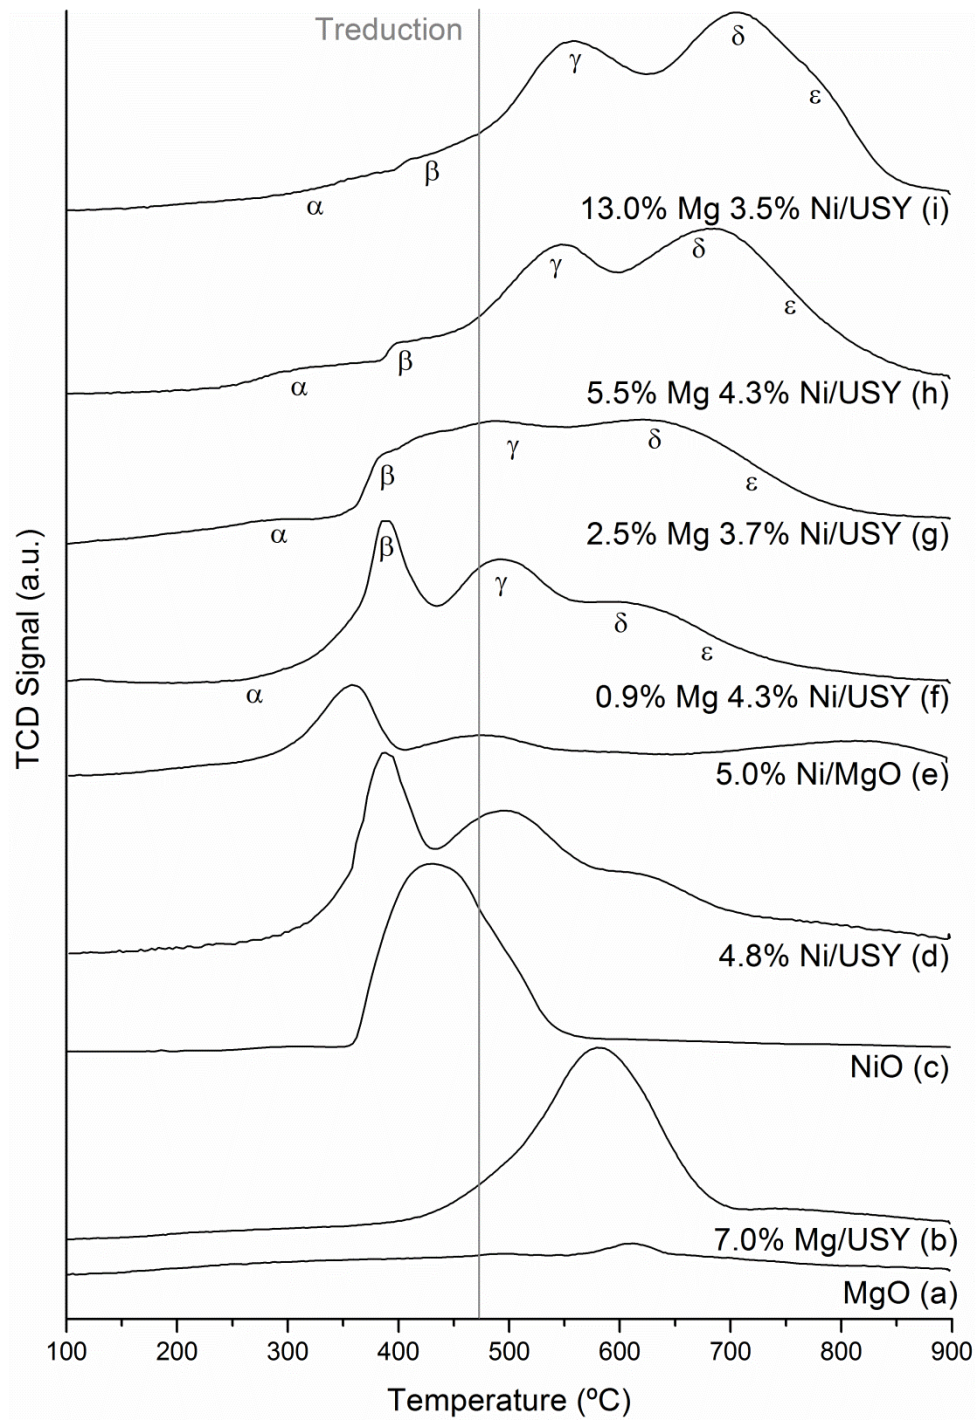 Treduction
δ
γ
ε
β
α
13.0% Mg 3.5% Ni/USY (i)
δ
γ
ε
β
α
5.5% Mg 4.3% Ni/USY (h)
δ
γ
β
ε
α
2.5% Mg 3.7% Ni/USY (g)
β
γ
δ
ε
α
0.9% Mg 4.3% Ni/USY (f)
5.0% Ni/MgO (e)
4.8% Ni/USY (d)
NiO (c)
7.0% Mg/USY (b)
MgO (a)
TCD Signal (a.u.)
100 200 300 400 500 600 700 800 900
Temperature (ºC)